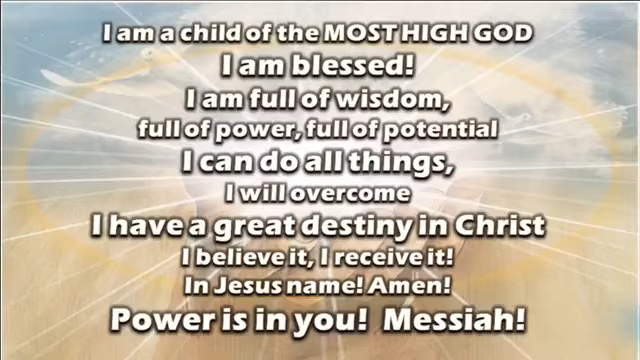 I am a child of the MOST HIGH GOD
I am blessed!
I am full of wisdom,
full of power, full of potential
I can do all things,
I will overcome
I have a great destiny in Christ
I believe it, I receive it!
In Jesus name! Amen!
Power is in you! Messiah!